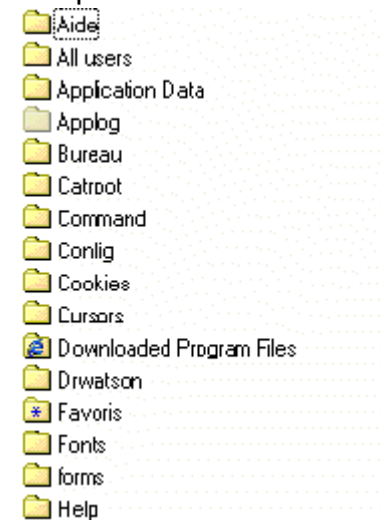 Aide
All users
Application Data
Applog
Bureau
Catroot
Command
Config
Cookies
Cursors
Downloaded Program Files
Drwatson
Favoris
Fonts
forms
Help